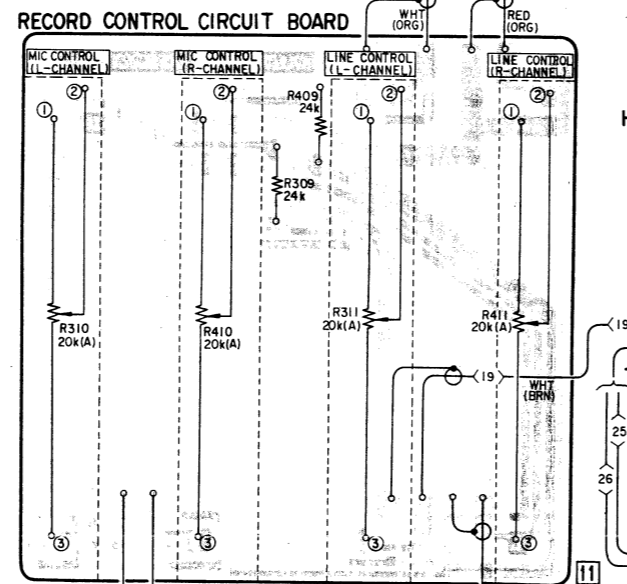 RECORD CONTROL CIRCUIT BOARD
WHT
(ORG)
RED
(ORG)
MIC CONTROL
(L-CHANNEL)
MIC CONTROL
(R-CHANNEL)
LINE CONTROL
(L-CHANNEL)
LINE CONTROL
(R-CHANNEL)
① ②
① ②
R409
24k
① ②
① ②
H
R309
24k
R310
20k(A)
R410
20k(A)
R311
20k(A)
R411
20k(A)
19
19
WHT
(BRN)
25
26
③
③
③
③
11